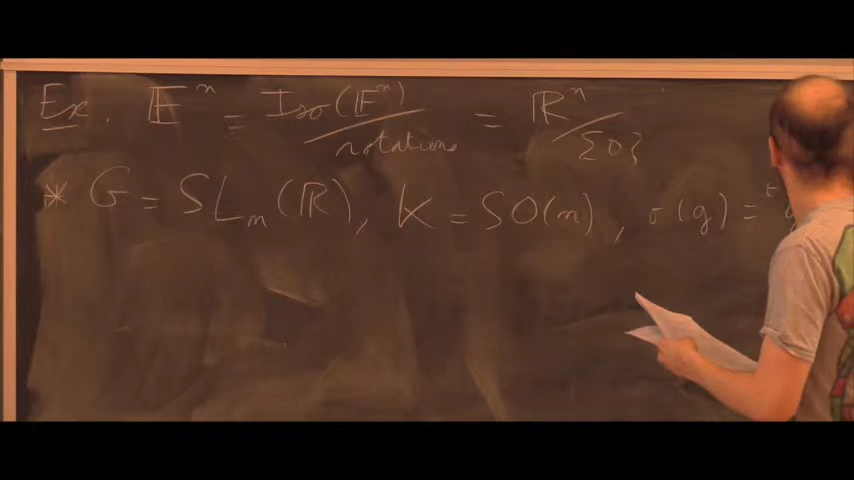 Ex. 𝔼ⁿ = Iso(𝔼ⁿ)/rotations = ℝⁿ/{0}
* G = SLₙ(ℝ), K = SO(n), σ(g) = ᵗ